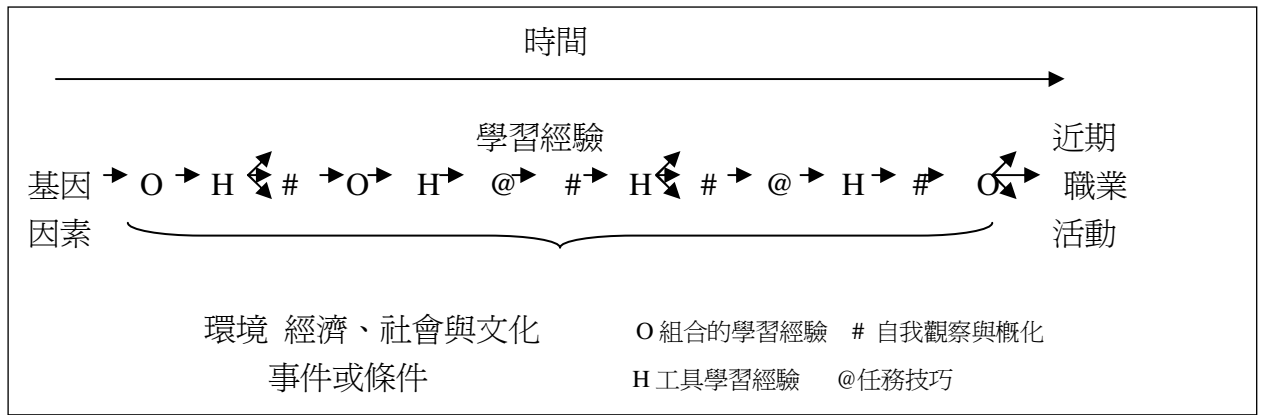 時間
學習經驗
基因
因素
O H # O H @ # H # @ H # O
近期
職業
活動
環境 經濟、社會與文化
事件或條件
O 組合的學習經驗 # 自我觀察與概化
H 工具學習經驗 @任務技巧